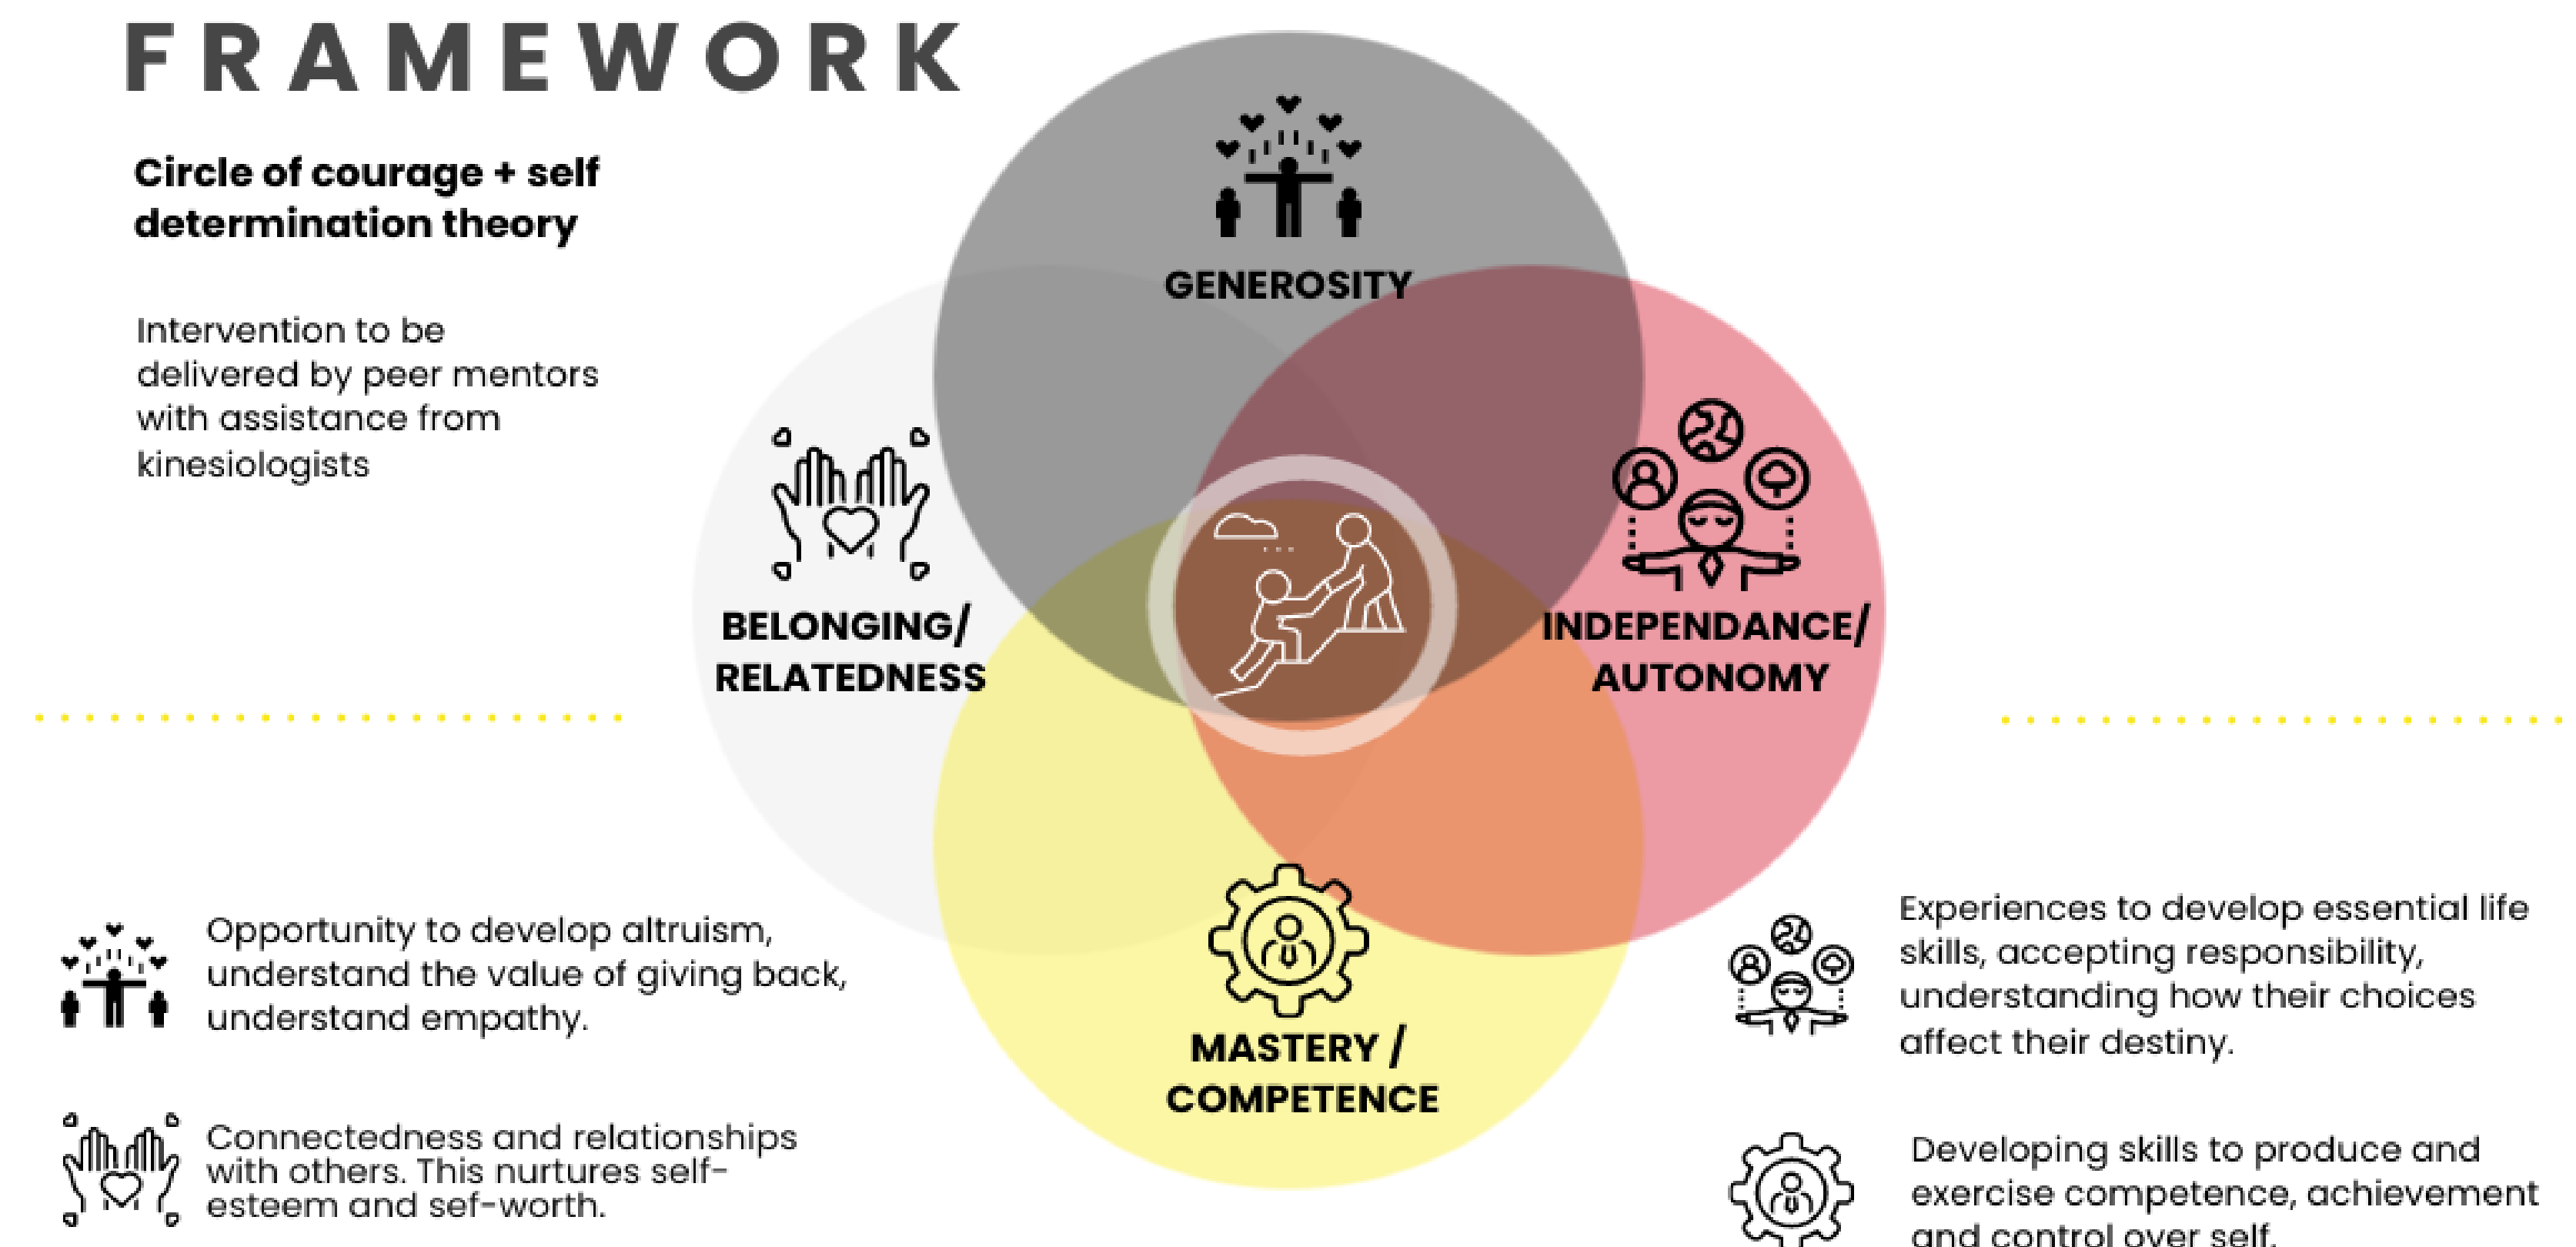 FRAMEWORK
Circle of courage + self
determination theory
Intervention to be
delivered by peer mentors
with assistance from
kinesiologists
GENEROSITY
BELONGING/
RELATEDNESS
INDEPENDANCE/
AUTONOMY
MASTERY /
COMPETENCE
Opportunity to develop altruism,
understand the value of giving back,
understand empathy.
Connectedness and relationships
with others. This nurtures self-
esteem and sef-worth.
Experiences to develop essential life
skills, accepting responsibility,
understanding how their choices
affect their destiny.
Developing skills to produce and
exercise competence, achievement
and control over self.